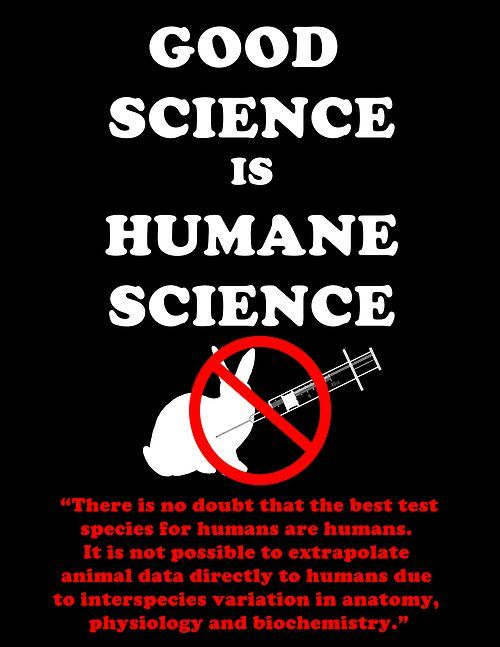 GOOD
SCIENCE
IS
HUMANE
SCIENCE
“There is no doubt that the best test
species for humans are humans.
It is not possible to extrapolate
animal data directly to humans due
to interspecies variation in anatomy,
physiology and biochemistry.”